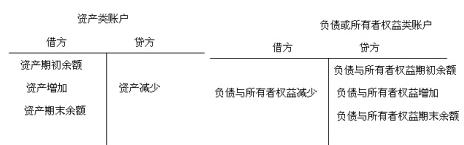 资产类账户
借方 贷方
资产期初余额
资产增加 资产减少
资产期末余额
负债或所有者权益类账户
借方 贷方
负债与所有者权益期初余额
负债与所有者权益减少 负债与所有者权益增加
负债与所有者权益期末余额